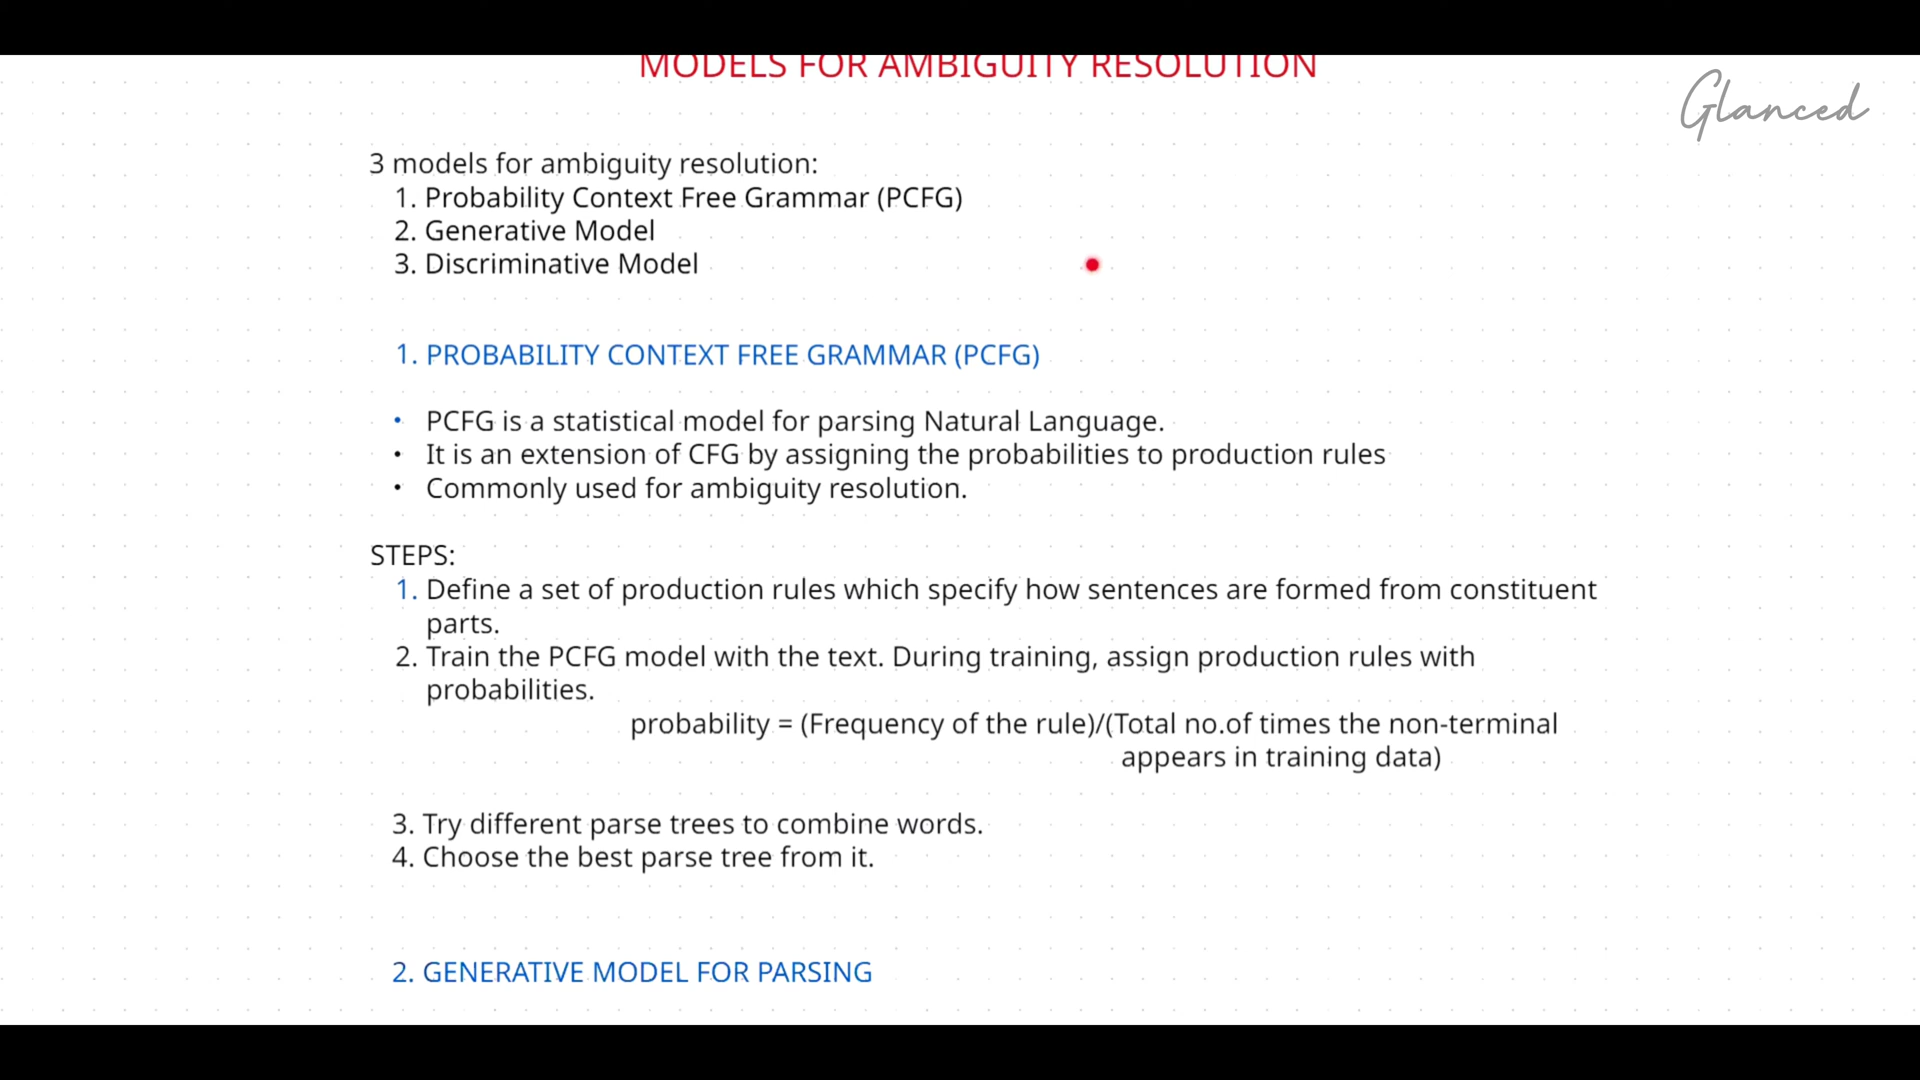 MODELS FOR AMBIGUITY RESOLUTION
Glanced
3 models for ambiguity resolution:
1. Probability Context Free Grammar (PCFG)
2. Generative Model
3. Discriminative Model
1. PROBABILITY CONTEXT FREE GRAMMAR (PCFG)
• PCFG is a statistical model for parsing Natural Language.
• It is an extension of CFG by assigning the probabilities to production rules
• Commonly used for ambiguity resolution.
STEPS:
1. Define a set of production rules which specify how sentences are formed from constituent
parts.
2. Train the PCFG model with the text. During training, assign production rules with
probabilities.
probability = (Frequency of the rule)/(Total no.of times the non-terminal
appears in training data)
3. Try different parse trees to combine words.
4. Choose the best parse tree from it.
2. GENERATIVE MODEL FOR PARSING